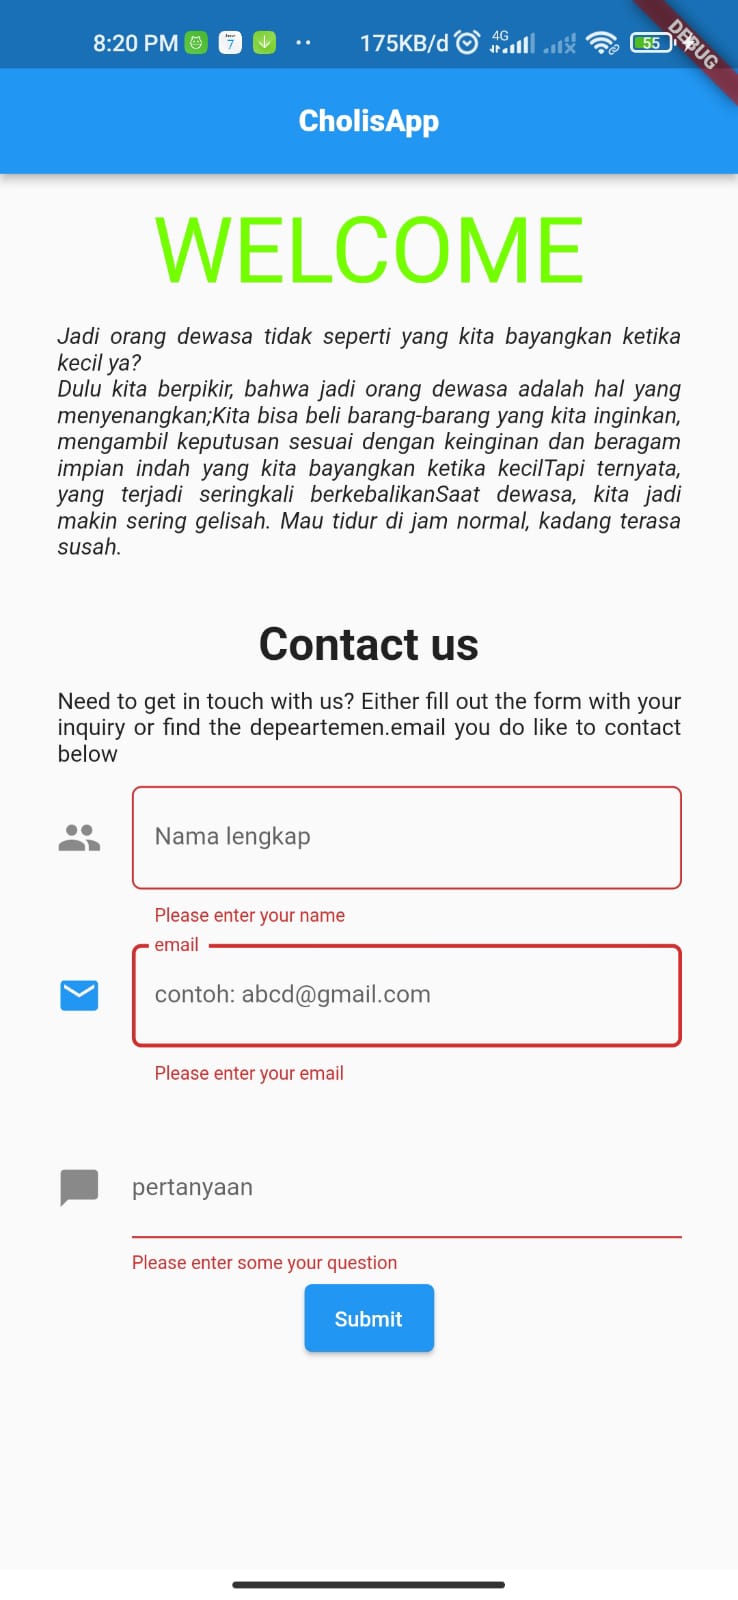 8:20 PM
7
175KB/d
4G
55
DEBUG
CholisApp
WELCOME
Jadi orang dewasa tidak seperti yang kita bayangkan ketika
kecil ya?
Dulu kita berpikir, bahwa jadi orang dewasa adalah hal yang
menyenangkan;Kita bisa beli barang-barang yang kita inginkan,
mengambil keputusan sesuai dengan keinginan dan beragam
impian indah yang kita bayangkan ketika kecilTapi ternyata,
yang terjadi seringkali berkebalikanSaat dewasa, kita jadi
makin sering gelisah. Mau tidur di jam normal, kadang terasa
susah.
Contact us
Need to get in touch with us? Either fill out the form with your
inquiry or find the depeartemen.email you do like to contact
below
Nama lengkap
Please enter your name
email
contoh: abcd@gmail.com
Please enter your email
pertanyaan
Please enter some your question
Submit